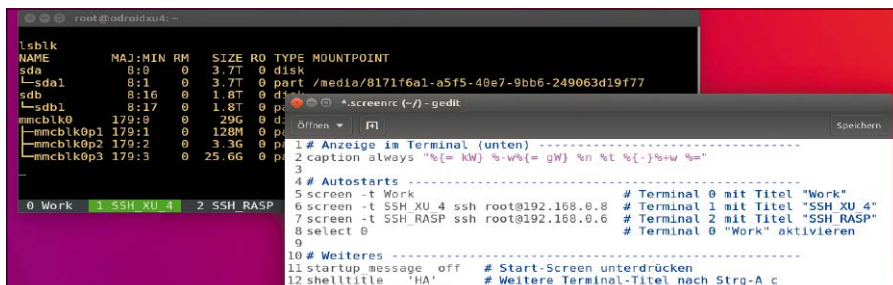 root@odroidxu4: ~
lsblk
NAME MAJ:MIN RM SIZE RO TYPE MOUNTPOINT
sda 8:0 0 3.7T 0 disk
└─sda1 8:1 0 3.7T 0 part /media/8171f6a1-a5f5-40e7-9bb6-249063d19f77
sdb 8:16 0 1.8T 0 disk
└─sdb1 8:17 0 1.8T 0 pa
mmcblk0 179:0 0 29G 0 di
├─mmcblk0p1 179:1 0 128M 0 pa
├─mmcblk0p2 179:2 0 3.3G 0 pa
└─mmcblk0p3 179:3 0 25.6G 0 pa
0 Work 1 SSH_XU_4 2 SSH_RASP
*.screenrc (~/) - gedit
Öffnen Speichern
1 # Anzeige im Terminal (unten) ----------------------------------
2 caption always "%{= kW} %-w%{= gW} %n %t %{-}%+w %="
3
4 # Autostarts ---------------------------------------------------
5 screen -t Work # Terminal 0 mit Titel "Work"
6 screen -t SSH_XU_4 ssh root@192.168.0.8 # Terminal 1 mit Titel "SSH_XU_4"
7 screen -t SSH_RASP ssh root@192.168.0.6 # Terminal 2 mit Titel "SSH_RASP"
8 select 0 # Terminal 0 "Work" aktivieren
9
10 # Weiteres ----------------------------------------------------
11 startup_message off # Start-Screen unterdrücken
12 shelltitle 'HA' # Weitere Terminal-Titel nach Strg-A c